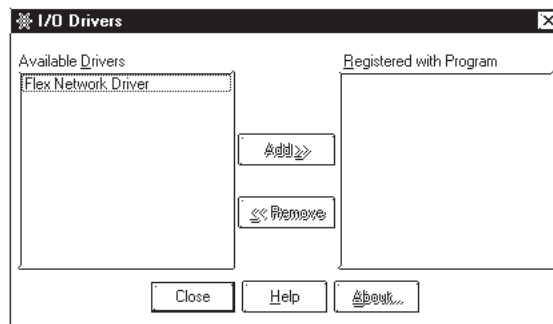 I/O Drivers
Available Drivers
Registered with Program
Flex Network Driver
Add >>
<< Remove
Close
Help
About...